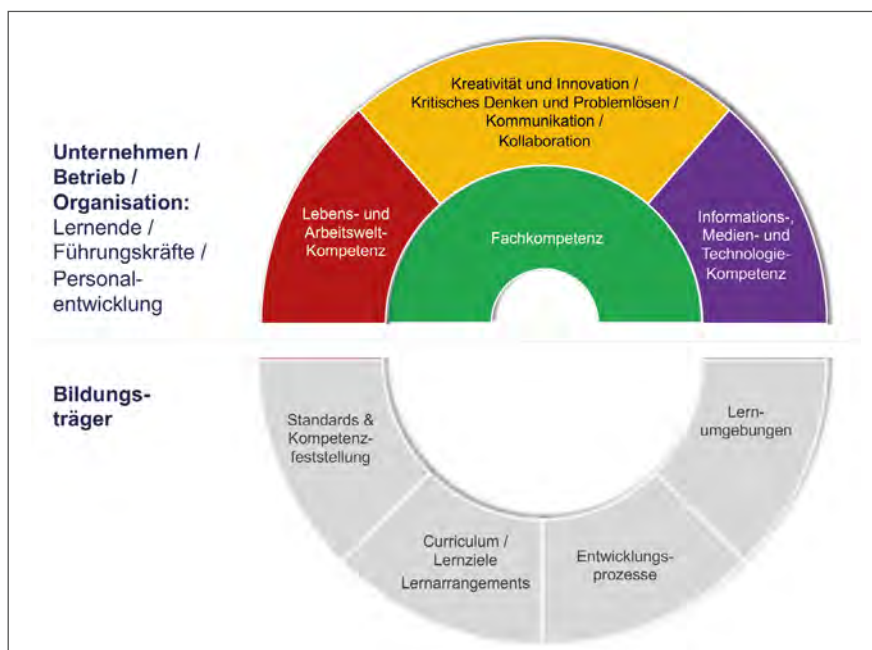 Kreativität und Innovation /
Kritisches Denken und Problemlösen /
Kommunikation /
Kollaboration
Unternehmen /
Betrieb /
Organisation:
Lernende /
Führungskräfte /
Personal-
entwicklung
Lebens- und
Arbeitswelt-
Kompetenz
Fachkompetenz
Informations-,
Medien- und
Technologie-
Kompetenz
Bildungs-
träger
Standards &
Kompetenz-
feststellung
Curriculum /
Lernziele
Lernarrangements
Entwicklungs-
prozesse
Lern-
umgebungen